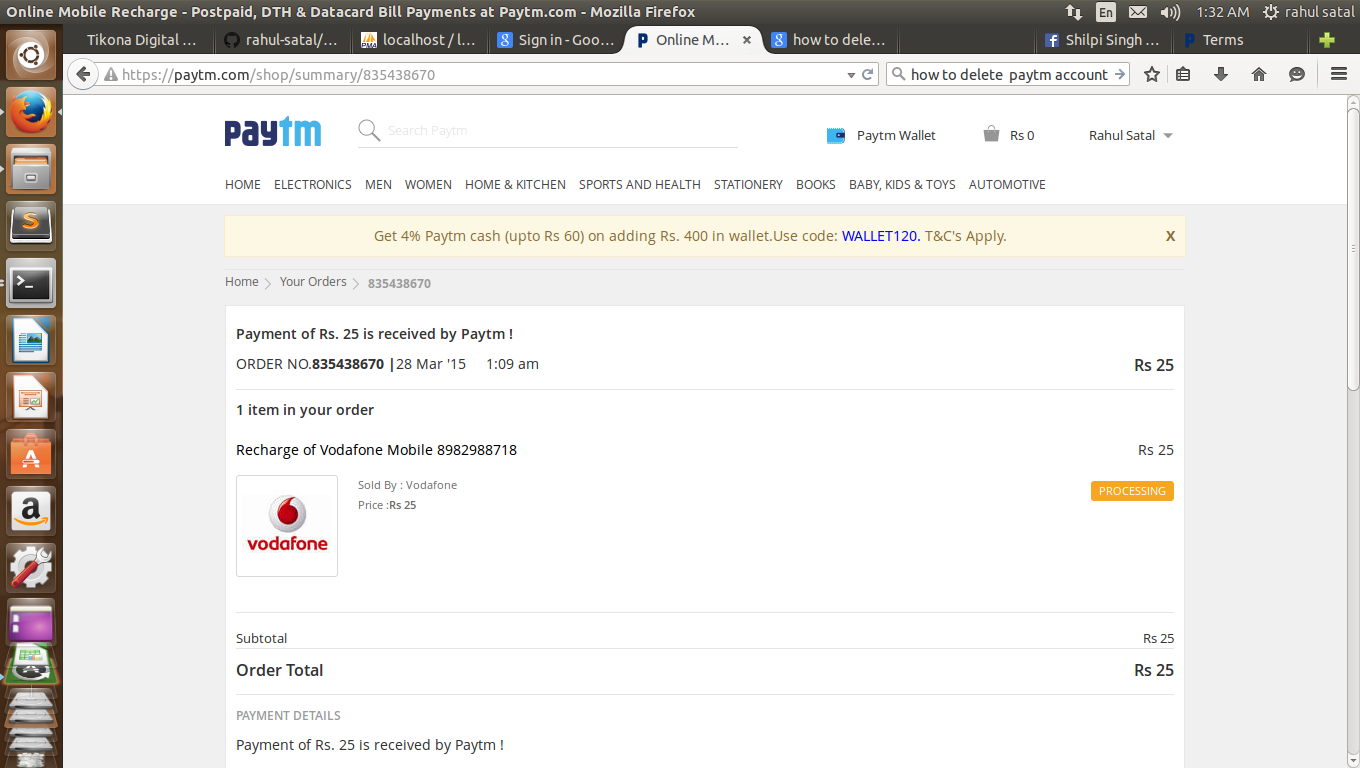 Online Mobile Recharge - Postpaid, DTH & Datacard Bill Payments at Paytm.com - Mozilla Firefox
En
1:32 AM
rahul satal
Tikona Digital ...
rahul-satal/...
localhost / l...
Sign in - Goo...
Online M...
how to dele...
Shilpi Singh ...
Terms
https://paytm.com/shop/summary/835438670
how to delete paytm account
paytm
Search Paytm
Paytm Wallet
Rs 0
Rahul Satal
HOME ELECTRONICS MEN WOMEN HOME & KITCHEN SPORTS AND HEALTH STATIONERY BOOKS BABY, KIDS & TOYS AUTOMOTIVE
Get 4% Paytm cash (upto Rs 60) on adding Rs. 400 in wallet.Use code: WALLET120. T&C's Apply.
X
Home
Your Orders
835438670
Payment of Rs. 25 is received by Paytm !
ORDER NO.835438670 |28 Mar '15 1:09 am
Rs 25
1 item in your order
Recharge of Vodafone Mobile 8982988718
Rs 25
vodafone
Sold By : Vodafone
Price :Rs 25
PROCESSING
Subtotal
Rs 25
Order Total
Rs 25
PAYMENT DETAILS
Payment of Rs. 25 is received by Paytm !